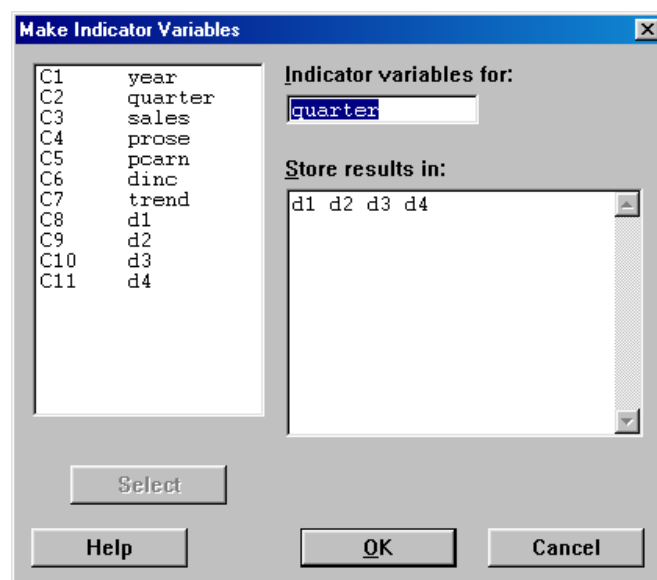 Make Indicator Variables
C1 year
C2 quarter
C3 sales
C4 prose
C5 pcarn
C6 dinc
C7 trend
C8 d1
C9 d2
C10 d3
C11 d4
Indicator variables for:
quarter
Store results in:
d1 d2 d3 d4
Select
Help
OK
Cancel